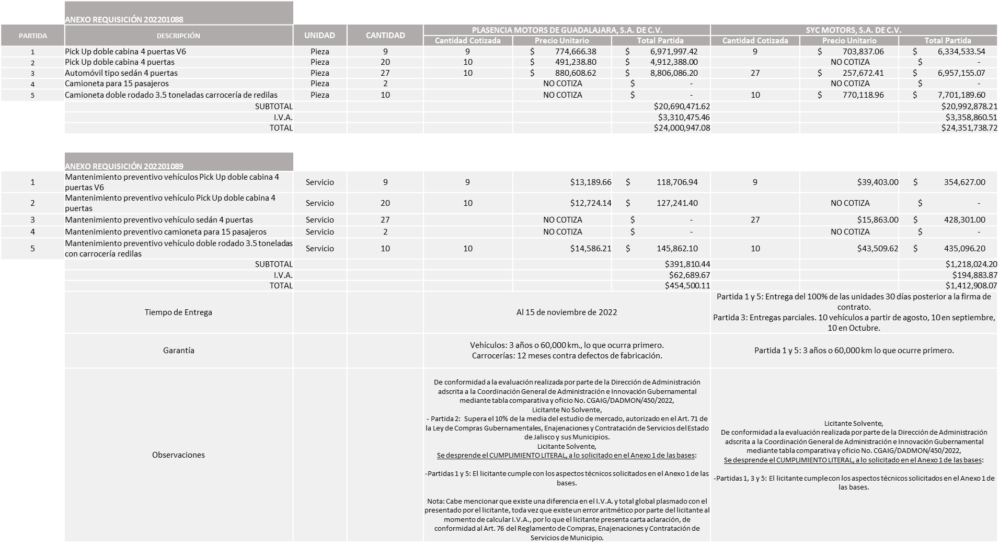 ANEXO REQUISICIÓN 202201088
PARTIDA DESCRIPCIÓN UNIDAD CANTIDAD PLASENCIA MOTORS DE GUADALAJARA, S.A. DE C.V. SYC MOTORS, S.A. DE C.V.
Cantidad Cotizada Precio Unitario Total Partida Cantidad Cotizada Precio Unitario Total Partida
1 Pick Up doble cabina 4 puertas V6 Pieza 9 9 $ 774,666.38 $ 6,971,997.42 9 $ 703,837.06 $ 6,334,533.54
2 Pick Up doble cabina 4 puertas Pieza 20 10 $ 491,238.80 $ 4,912,388.00 NO COTIZA $ -
3 Automóvil tipo sedán 4 puertas Pieza 27 10 $ 880,608.62 $ 8,806,086.20 27 $ 257,672.41 $ 6,957,155.07
4 Camioneta para 15 pasajeros Pieza 2 NO COTIZA $ - NO COTIZA $ -
5 Camioneta doble rodado 3.5 toneladas carrocería de redilas Pieza 10 NO COTIZA $ - 10 $ 770,118.96 $ 7,701,189.60
SUBTOTAL $20,690,471.62 $20,992,878.21
I.V.A. $3,310,475.46 $3,358,860.51
TOTAL $24,000,947.08 $24,351,738.72
ANEXO REQUISICIÓN 202201089
1 Mantenimiento preventivo vehículos Pick Up doble cabina 4
puertas V6 Servicio 9 9 $13,189.66 $ 118,706.94 9 $39,403.00 $ 354,627.00
2 Mantenimiento preventivo vehículo Pick Up doble cabina 4
puertas Servicio 20 10 $12,724.14 $ 127,241.40 NO COTIZA $ -
3 Mantenimiento preventivo vehículo sedán 4 puertas Servicio 27 NO COTIZA $ - 27 $15,863.00 $ 428,301.00
4 Mantenimiento preventivo camioneta para 15 pasajeros Servicio 2 NO COTIZA $ - NO COTIZA $ -
5 Mantenimiento preventivo vehículo doble rodado 3.5 toneladas
con carrocería redilas Servicio 10 10 $14,586.21 $ 145,862.10 10 $43,509.62 $ 435,096.20
SUBTOTAL $391,810.44 $1,218,024.20
I.V.A. $62,689.67 $194,883.87
TOTAL $454,500.11 $1,412,908.07
Tiempo de Entrega
Al 15 de noviembre de 2022
Partida 1 y 5: Entrega del 100% de las unidades 30 días posterior a la firma de
contrato.
Partida 3: Entregas parciales. 10 vehículos a partir de agosto, 10 en septiembre,
10 en Octubre.
Garantía
Vehículos: 3 años o 60,000 km., lo que ocurra primero.
Carrocerías: 12 meses contra defectos de fabricación.
Partida 1 y 5: 3 años o 60,000 km lo que ocurre primero.
Observaciones
De conformidad a la evaluación realizada por parte de la Dirección de Administración
adscrita a la Coordinación General de Administración e Innovación Gubernamental
mediante tabla comparativa y oficio No. CGAIG/DADMON/450/2022,
Licitante No Solvente,
- Partida 2: Supera el 10% de la media del estudio de mercado, autorizado en el Art. 71 de
la Ley de Compras Gubernamentales, Enajenaciones y Contratación de Servicios del Estado
de Jalisco y sus Municipios.
Licitante Solvente,
Se desprende el CUMPLIMIENTO LITERAL, a lo solicitado en el Anexo 1 de las bases:
-Partidas 1 y 5: El licitante cumple con los aspectos técnicos solicitados en el Anexo 1 de las
bases.
Nota: Cabe mencionar que existe una diferencia en el I.V.A. y total global plasmado con el
presentado por el licitante, toda vez que existe un error aritmético por parte del licitante al
momento de calcular I.V.A., por lo que el licitante presenta carta aclaración, de
conformidad al Art. 76 del Reglamento de Compras, Enajenaciones y Contratación de
Servicios de Municipio.
Licitante Solvente,
De conformidad a la evaluación realizada por parte de la Dirección de Administración
adscrita a la Coordinación General de Administración e Innovación Gubernamental
mediante tabla comparativa y oficio No. CGAIG/DADMON/450/2022,
Se desprende el CUMPLIMIENTO LITERAL, a lo solicitado en el Anexo 1 de las bases:
-Partidas 1, 3 y 5: El licitante cumple con los aspectos técnicos solicitados en el Anexo 1 de
las bases.